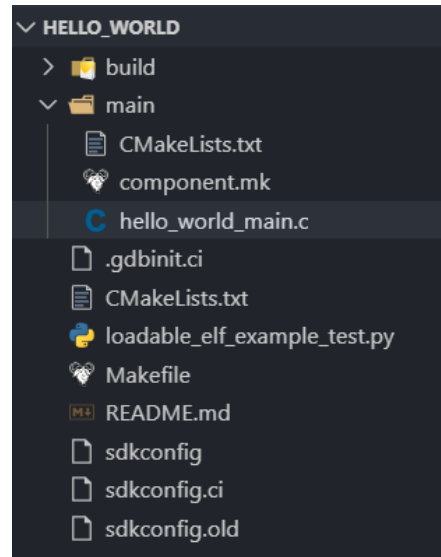 HELLO_WORLD
build
main
CMakeLists.txt
component.mk
C hello_world_main.c
.gdbinit.ci
CMakeLists.txt
loadable_elf_example_test.py
Makefile
M README.md
sdkconfig
sdkconfig.ci
sdkconfig.old